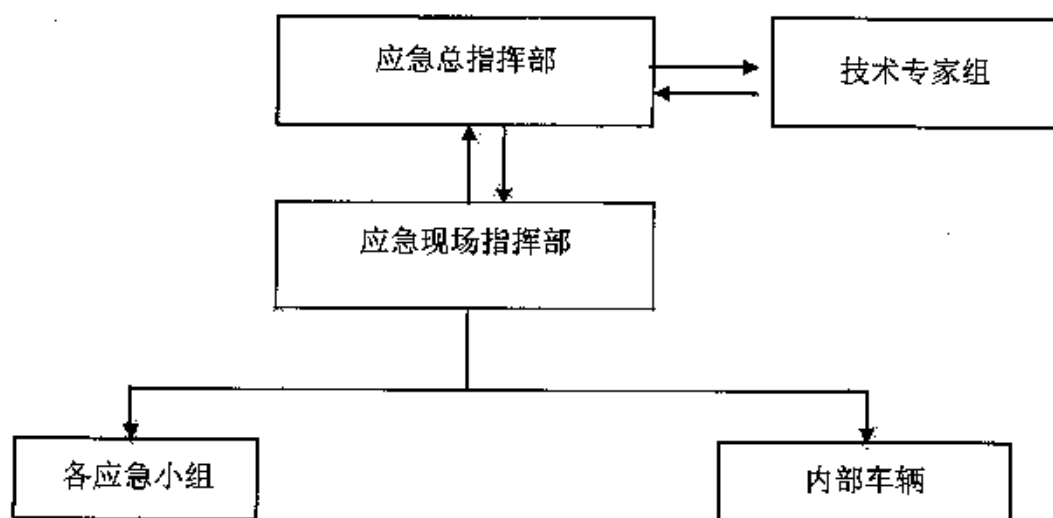 应急总指挥部
技术专家组
应急现场指挥部
各应急小组
内部车辆